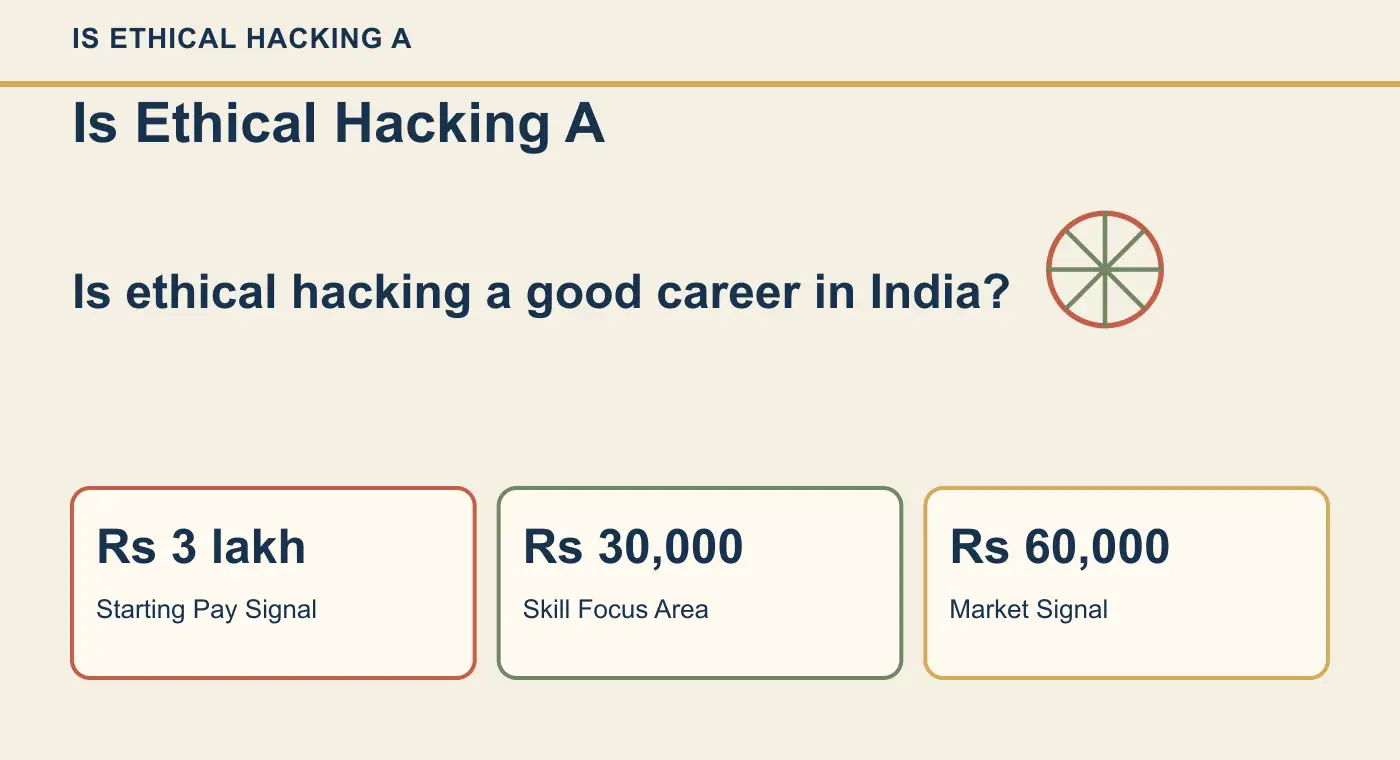 IS ETHICAL HACKING A
Is Ethical Hacking A
Is ethical hacking a good career in India?
Rs 3 lakh
Starting Pay Signal
Rs 30,000
Skill Focus Area
Rs 60,000
Market Signal